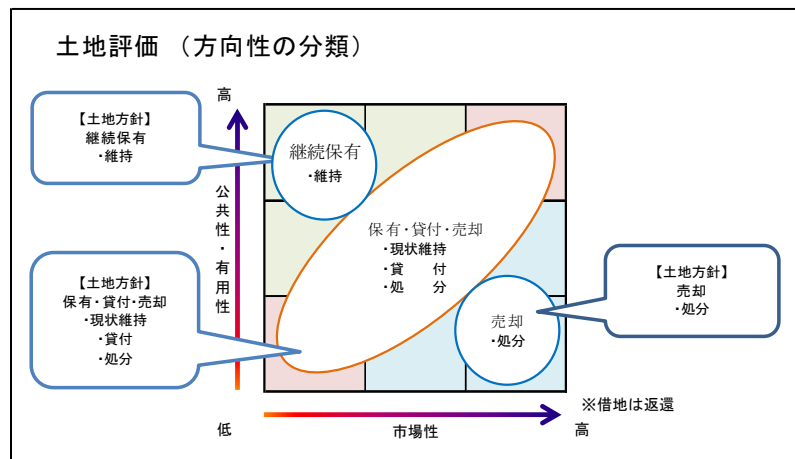 土地評価 （方向性の分類）
高
【土地方針】
継続保有
・維持
継続保有
・維持
公共性・有用性
保有・貸付・売却
・現状維持
・貸　付
・処　分
【土地方針】
保有・貸付・売却
・現状維持
・貸付
・処分
【土地方針】
売却
・処分
売却
・処分
※借地は返還
低
市場性
高